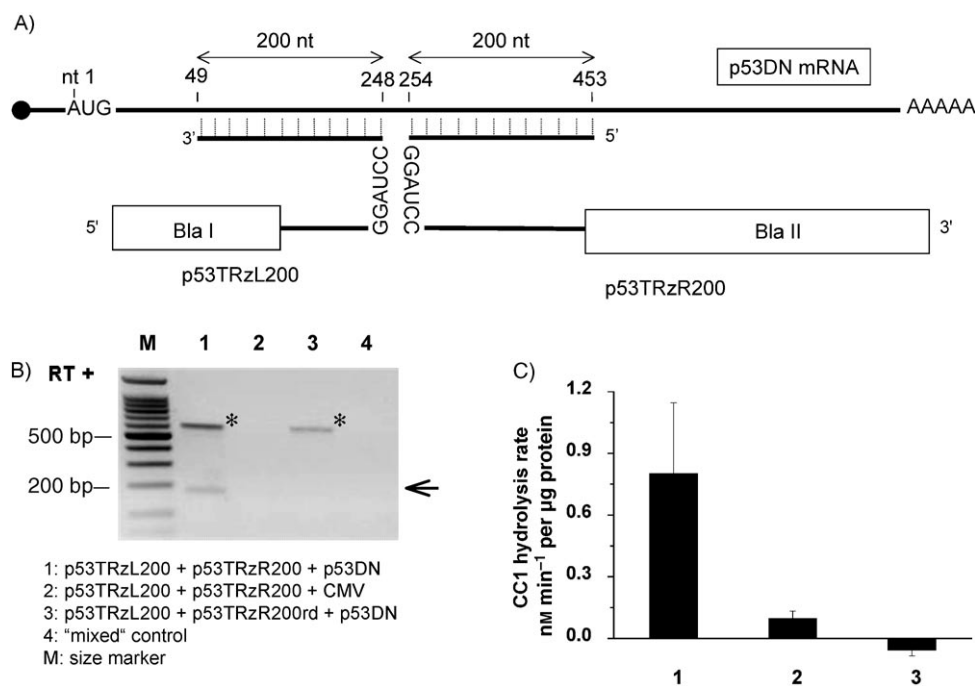 A)
200 nt 200 nt
nt 1 49 248 254 453 p53DN mRNA
AUG AAAAA
3' 5'
GGAUCC GGAUCC
5' Bla I Bla II 3'
p53TRzL200 p53TRzR200
B) RT + M 1 2 3 4
* *
500 bp
200 bp
1: p53TRzL200 + p53TRzR200 + p53DN
2: p53TRzL200 + p53TRzR200 + CMV
3: p53TRzL200 + p53TRzR200rd + p53DN
4: "mixed" control
M: size marker
C)
CC1 hydrolysis rate
nM min⁻¹ per µg protein
1.2
0.9
0.6
0.3
0.0
1 2 3